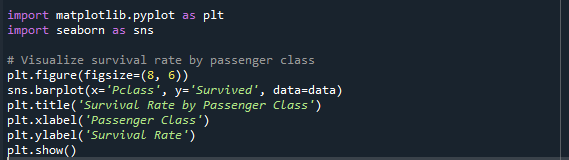 import matplotlib.pyplot as plt
import seaborn as sns
# Visualize survival rate by passenger class
plt.figure(figsize=(8, 6))
sns.barplot(x='Pclass', y='Survived', data=data)
plt.title('Survival Rate by Passenger Class')
plt.xlabel('Passenger Class')
plt.ylabel('Survival Rate')
plt.show()